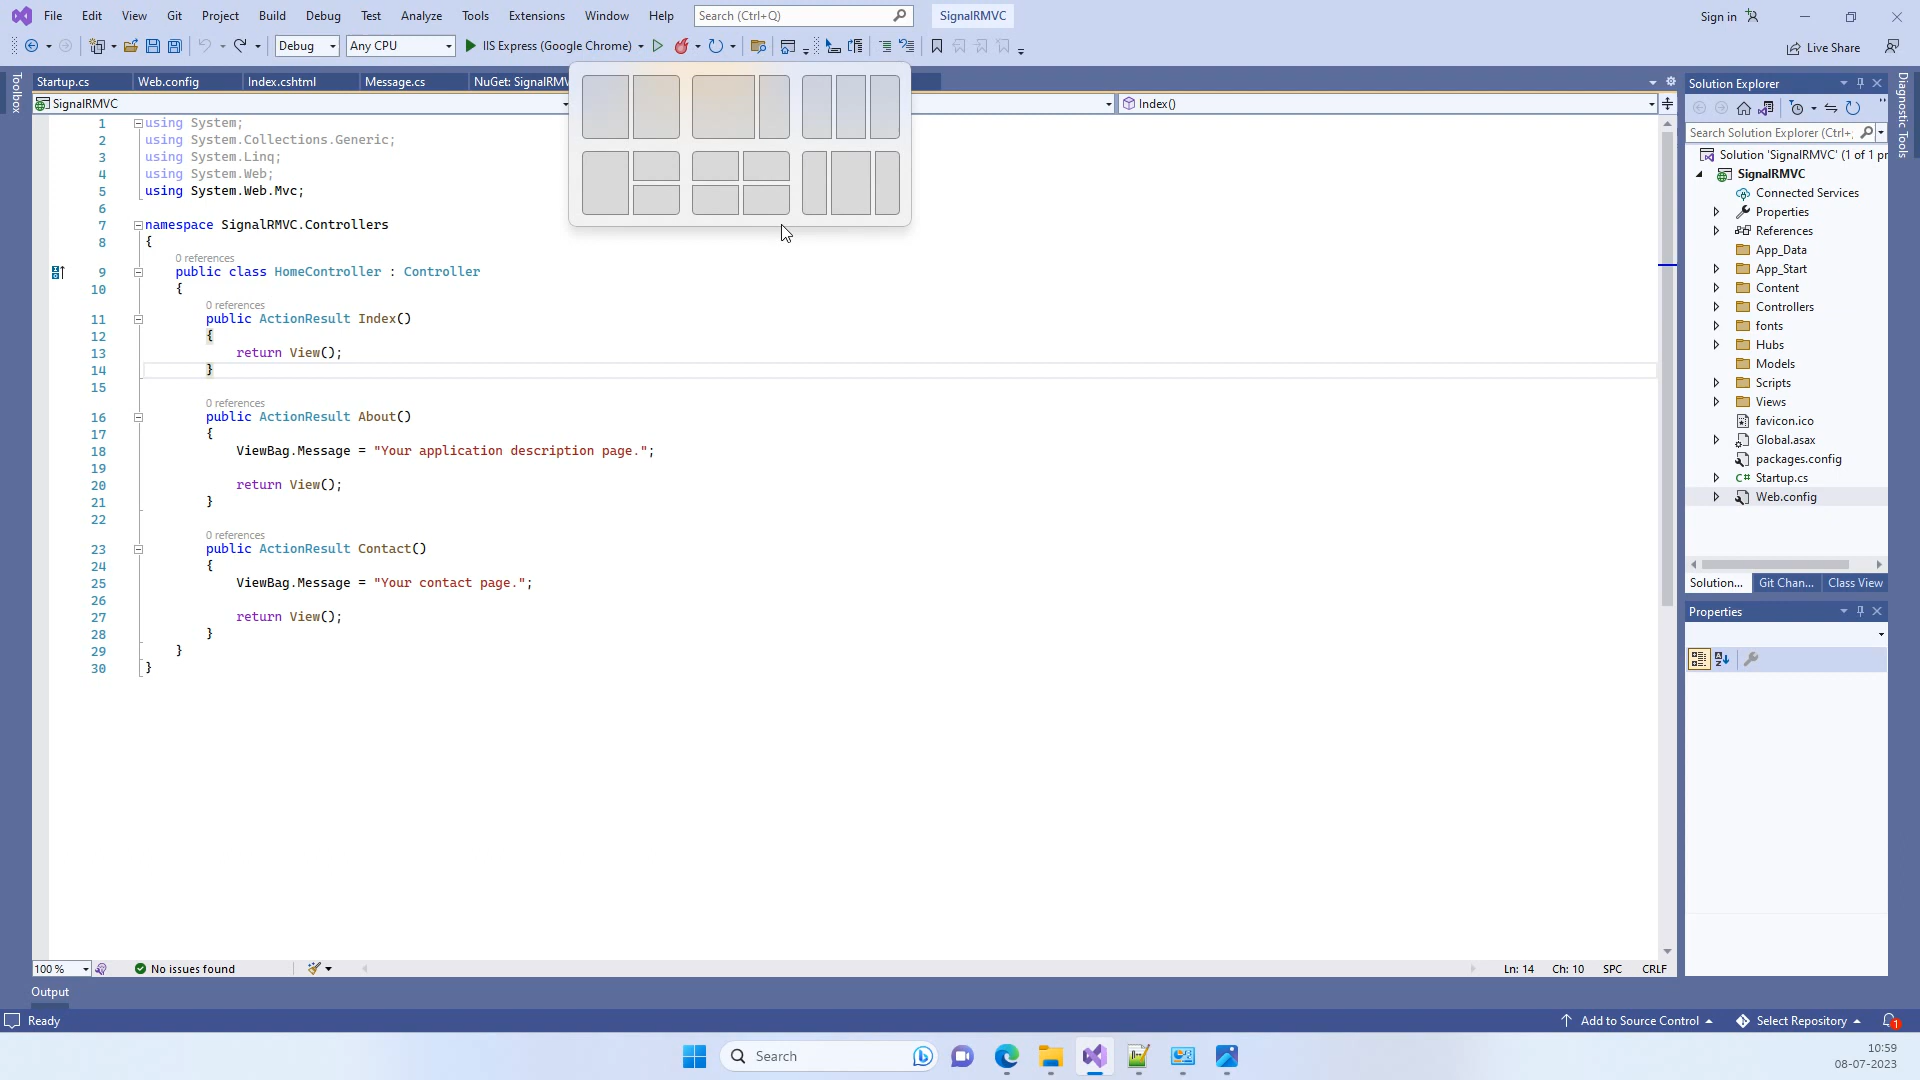 File Edit View Git Project Build Debug Test Analyze Tools Extensions Window Help Search (Ctrl+Q) SignalRMVC Sign in
Debug Any CPU IIS Express (Google Chrome) Live Share
Toolbox
Startup.cs Web.config Index.cshtml Message.cs NuGet: SignalRMV
SignalRMVC Index()
1 using System;
2 using System.Collections.Generic;
3 using System.Linq;
4 using System.Web;
5 using System.Web.Mvc;
6
7 namespace SignalRMVC.Controllers
8 {
0 references
9 public class HomeController : Controller
10 {
0 references
11 public ActionResult Index()
12 {
13 return View();
14 }
15
0 references
16 public ActionResult About()
17 {
18 ViewBag.Message = "Your application description page.";
19
20 return View();
21 }
22
0 references
23 public ActionResult Contact()
24 {
25 ViewBag.Message = "Your contact page.";
26
27 return View();
28 }
29 }
30 }
100 % No issues found Ln: 14 Ch: 10 SPC CRLF
Solution Explorer
Search Solution Explorer (Ctrl+;
Solution 'SignalRMVC' (1 of 1 pr
SignalRMVC
Connected Services
Properties
References
App_Data
App_Start
Content
Controllers
fonts
Hubs
Models
Scripts
Views
favicon.ico
Global.asax
packages.config
C# Startup.cs
Web.config
Solution... Git Chan... Class View
Properties
Diagnostic Tools
Output
Ready Add to Source Control Select Repository 1
Search
10:59
08-07-2023